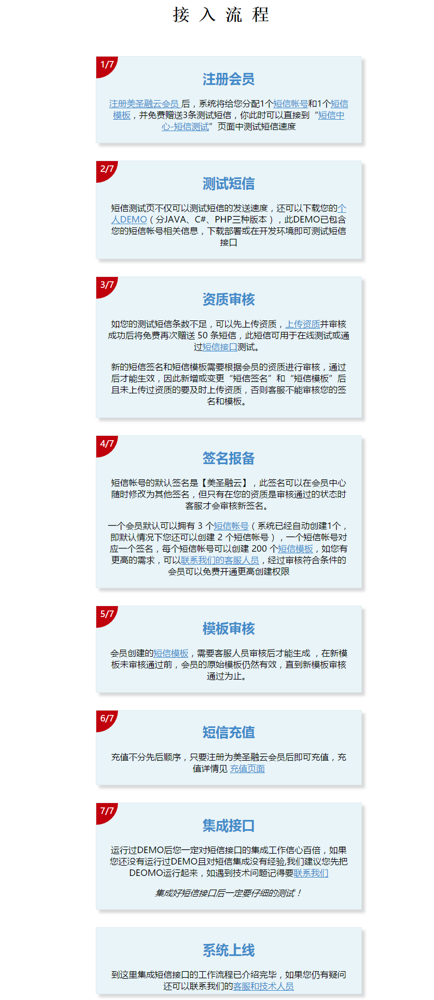 接 入 流 程
1/7
注册会员
注册美圣融云会员 后，系统将给您分配1个短信帐号和1个短信
模板，并免费赠送3条测试短信，你此时可以直接到“短信中
心-短信测试”页面中测试短信速度
2/7
测试短信
短信测试页不仅可以测试短信的发送速度，还可以下载您的个
人DEMO（分JAVA、C#、PHP三种版本），此DEMO已包含
您的短信帐号相关信息，下载部署或在开发环境即可测试短信
接口
3/7
资质审核
如您的测试短信条数不足，可以先上传资质，上传资质并审核
成功后将免费再次赠送 50 条短信，此短信可用于在线测试或通
过短信接口测试。
新的短信签名和短信模板需要根据会员的资质进行审核，通过
后才能生效，因此新增或变更“短信签名”和“短信模板”后
且未上传过资质的要及时上传资质，否则客服不能审核您的签
名和模板。
4/7
签名报备
短信帐号的默认签名是【美圣融云】，此签名可以在会员中心
随时修改为其他签名，但只有在您的资质是审核通过的状态时
客服才会审核新签名。
一个会员默认可以拥有 3 个短信帐号（系统已经自动创建1个，
即默认情况下您还可以创建 2 个短信帐号），一个短信帐号对
应一个签名，每个短信帐号可以创建 200 个短信模板，如您有
更高的需求，可以联系我们的客服人员，经过审核符合条件的
会员可以免费开通更高创建权限
5/7
模板审核
会员创建的短信模板，需要客服人员审核后才能生成 ，在新模
板未审核通过前，会员的原始模板仍然有效，直到新模板审核
通过为止。
6/7
短信充值
充值不分先后顺序，只要注册为美圣融云会员后即可充值，充
值详情见 充值页面
7/7
集成接口
运行过DEMO后您一定对短信接口的集成工作信心百倍，如果
您还没有运行过DEMO且对短信集成没有经验,我们建议您先把
DEOMO运行起来，如遇到技术问题记得要联系我们
集成好短信接口后一定要仔细的测试！
系统上线
到这里集成短信接口的工作流程已介绍完毕，如果您仍有疑问
还可以联系我们的客服和技术人员